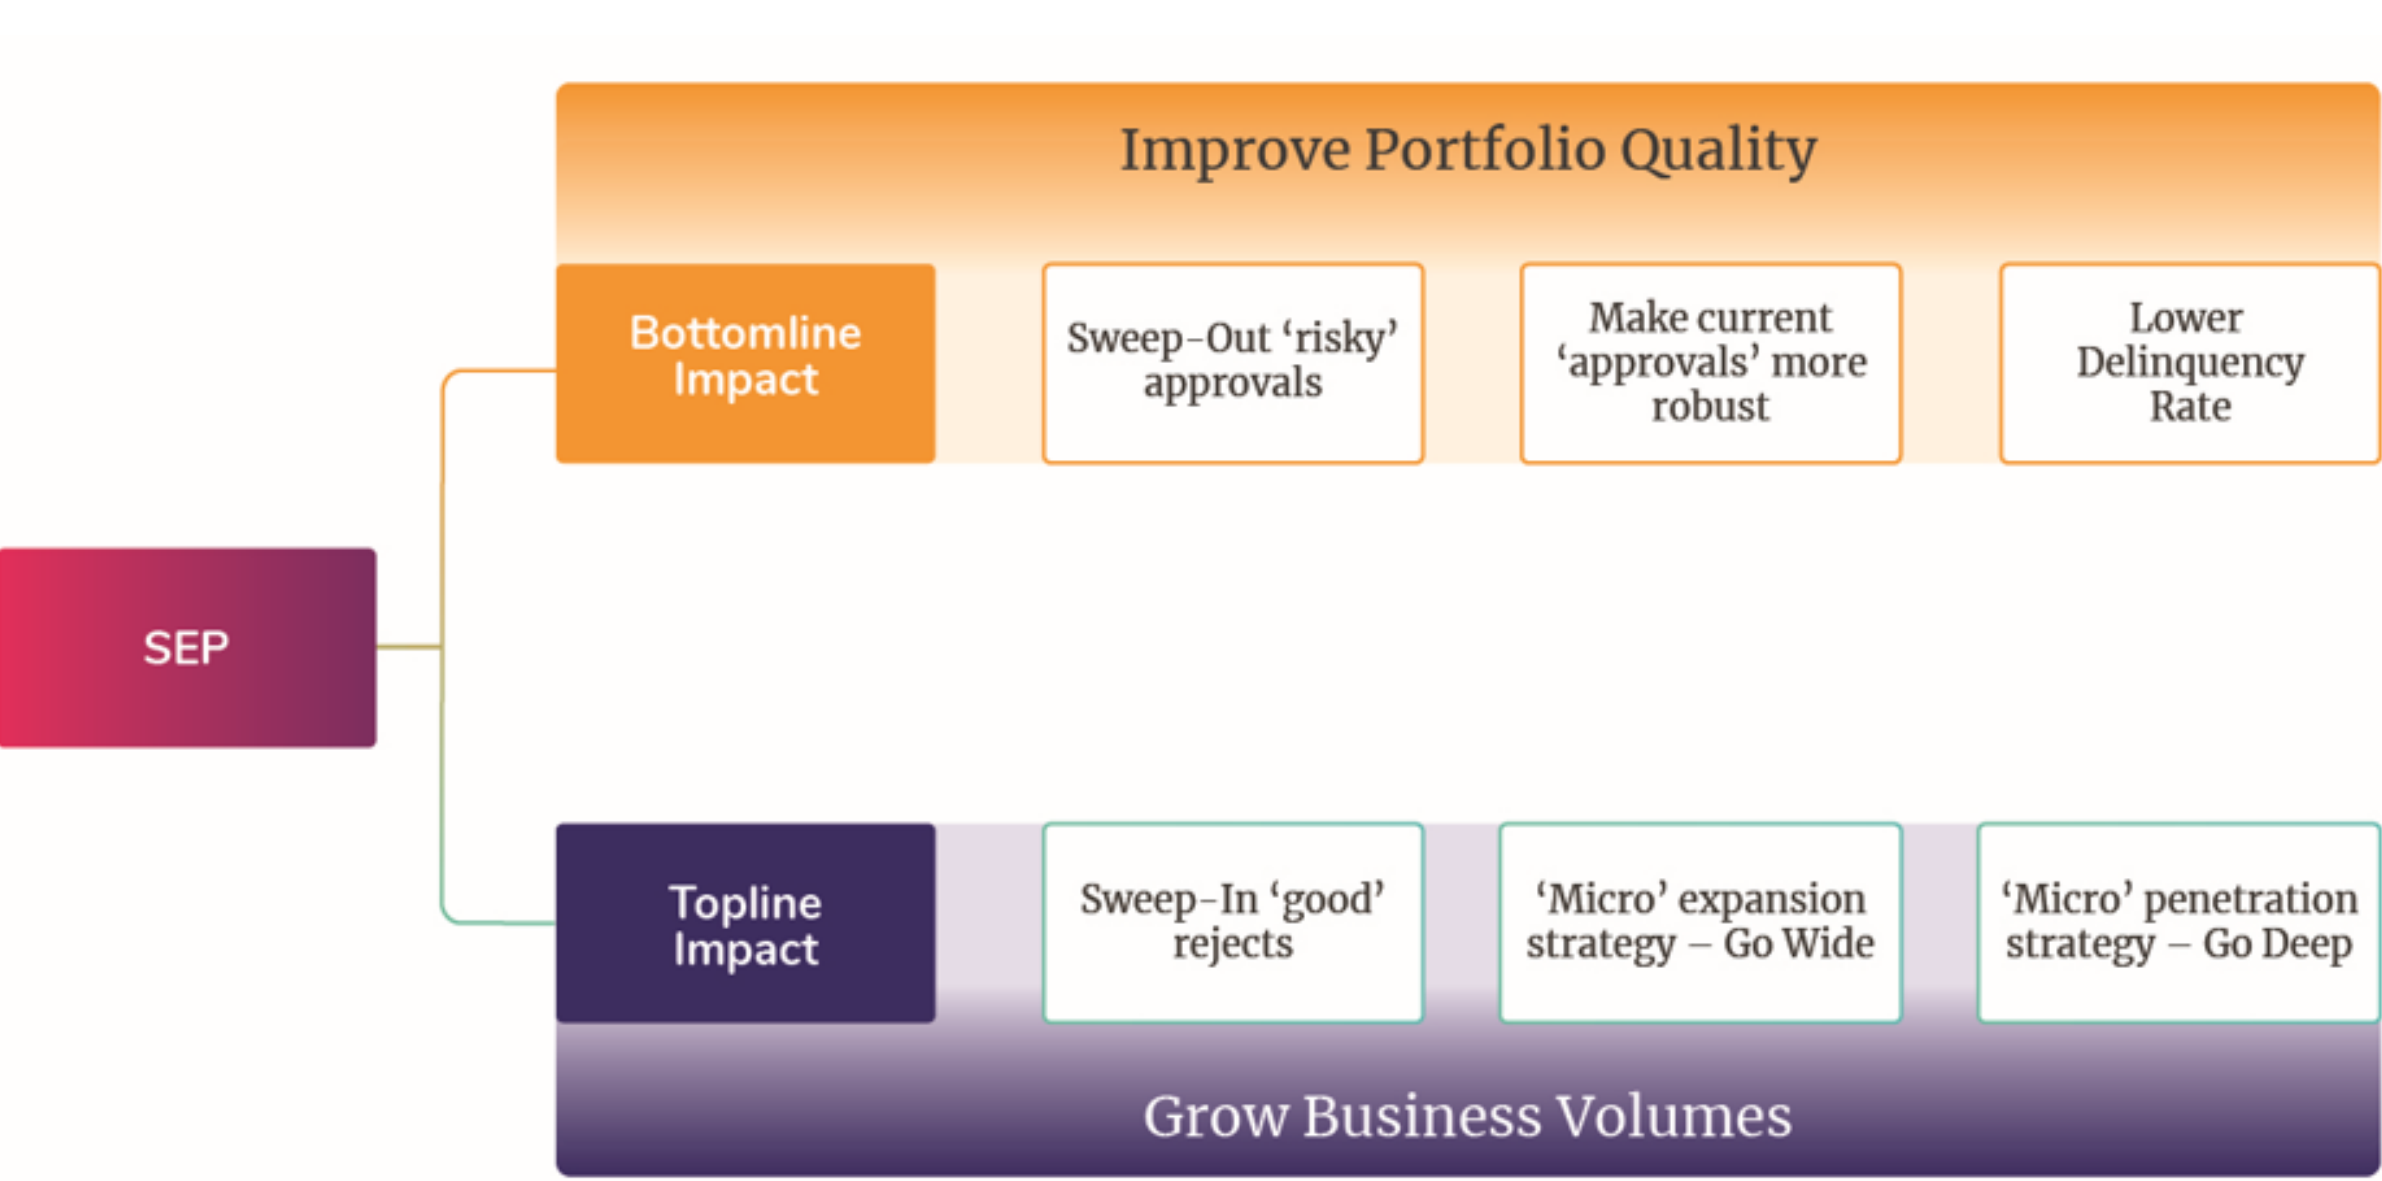 Improve Portfolio Quality
Bottomline
Impact
Sweep-Out ‘risky’
approvals
Make current
‘approvals’ more
robust
Lower
Delinquency
Rate
SEP
Topline
Impact
Sweep-In ‘good’
rejects
‘Micro’ expansion
strategy – Go Wide
‘Micro’ penetration
strategy – Go Deep
Grow Business Volumes